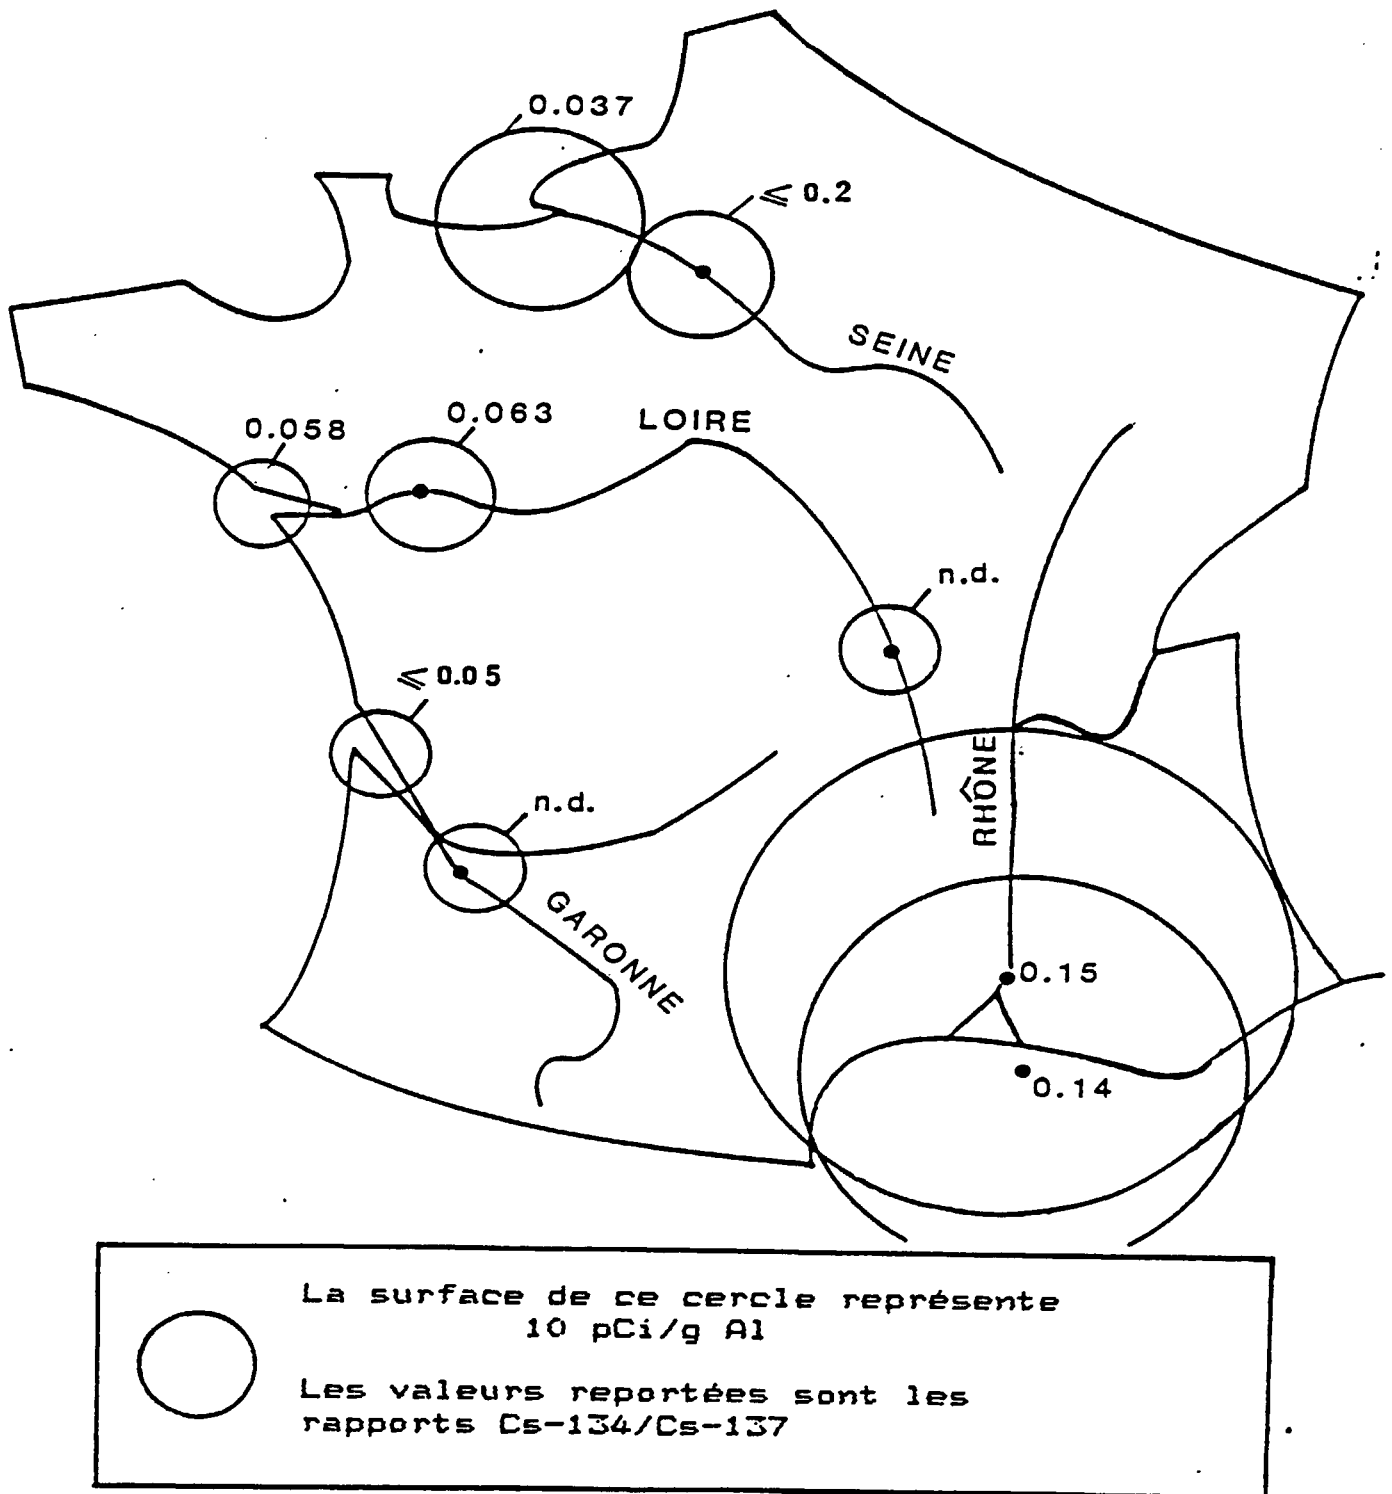 0.037
⩽ 0.2
SEINE
0.063
LOIRE
0.058
n.d.
⩽ 0.05
RHÔNE
n.d.
GARONNE
0.15
0.14
La surface de ce cercle représente
10 pCi/g Al
Les valeurs reportées sont les
rapports Cs-134/Cs-137